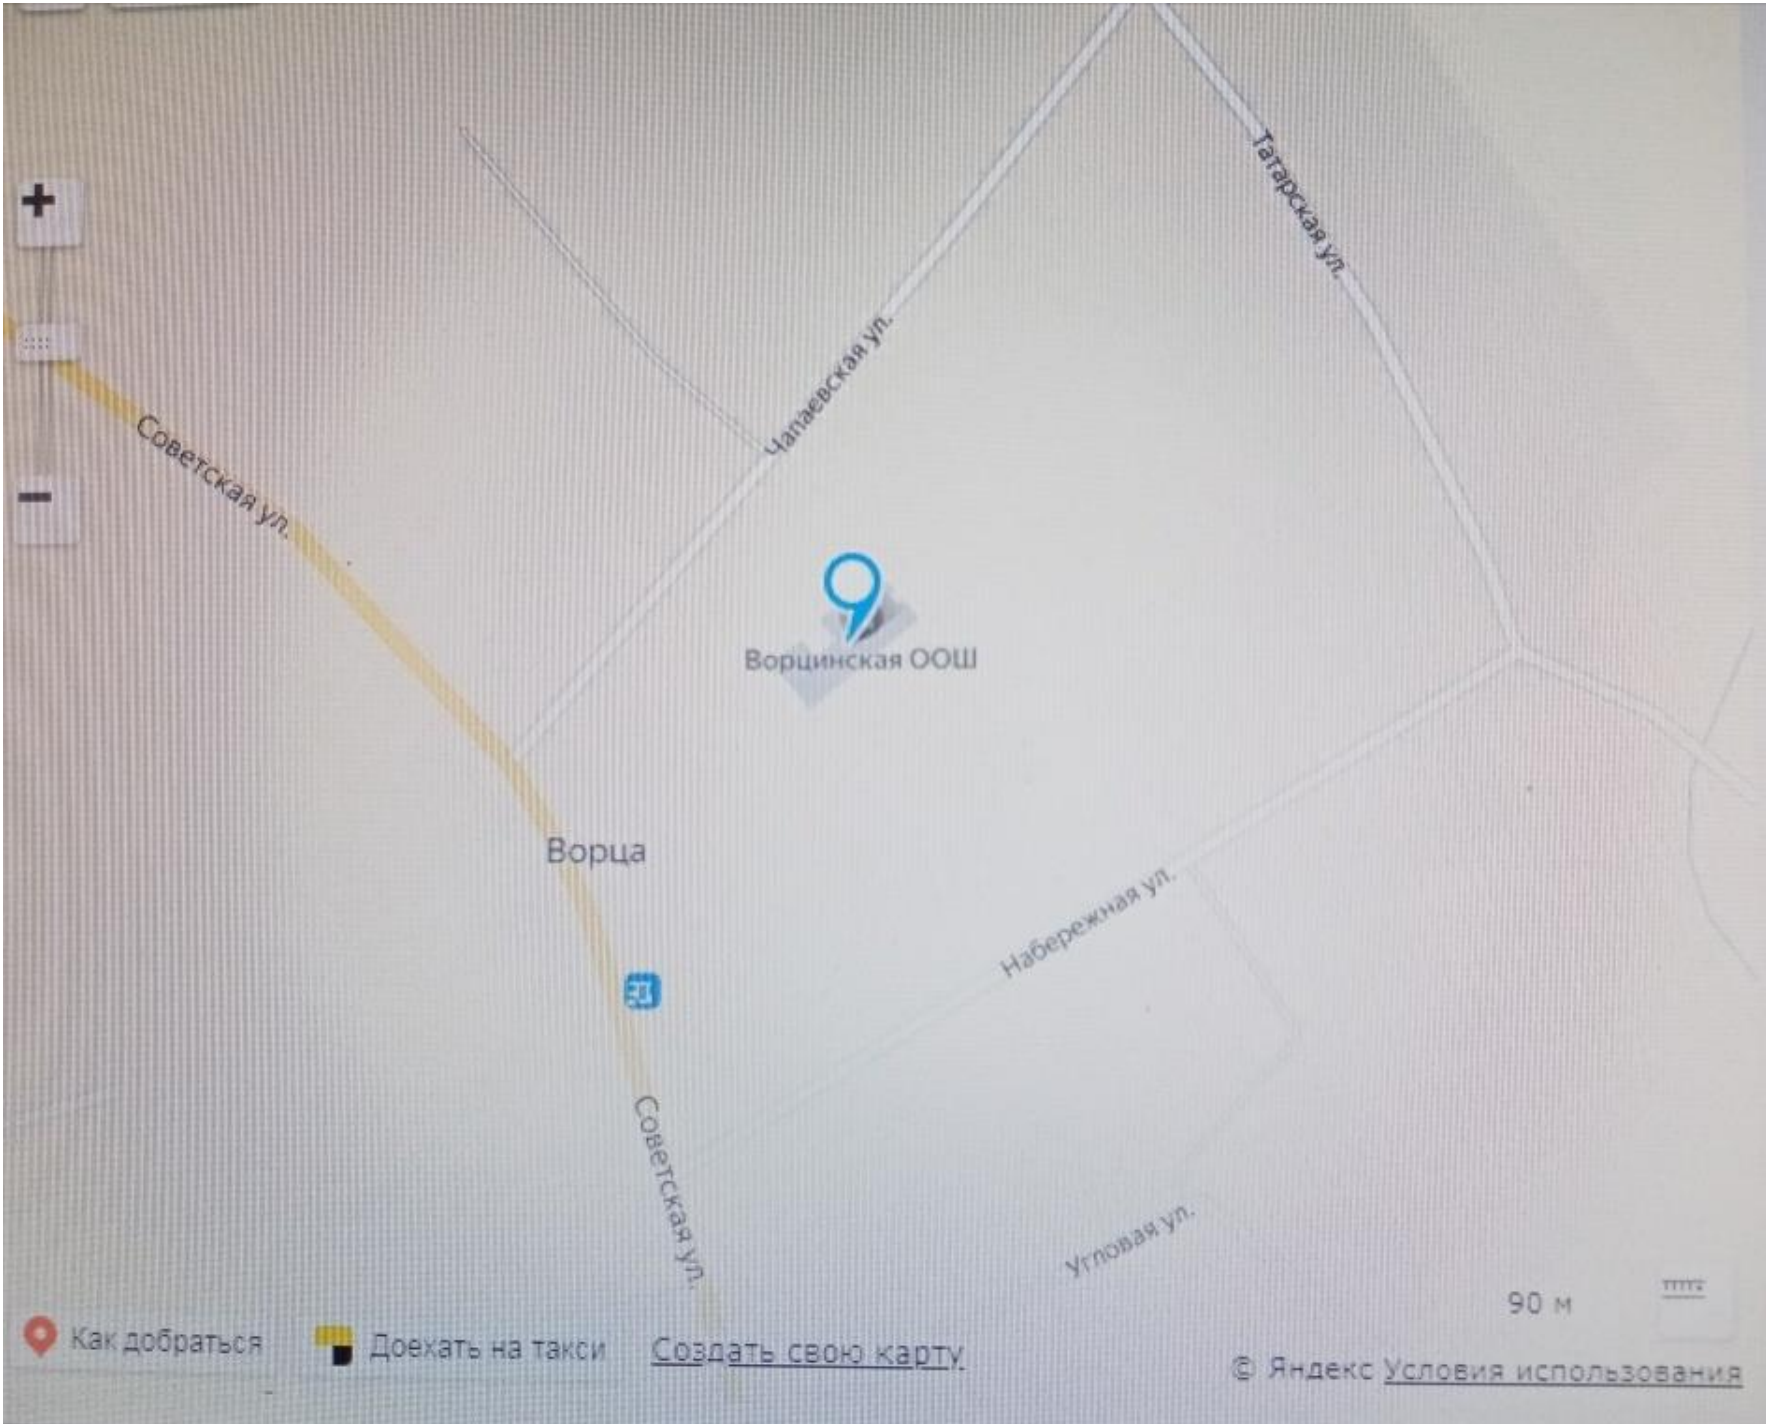 Татарская ул.
Чапаевская ул.
Советская ул.
Ворцинская ООШ
Ворца
Набережная ул.
Советская ул.
Угловая ул.
90 м
Как добраться
Доехать на такси
Создать свою карту
© Яндекс Условия использования